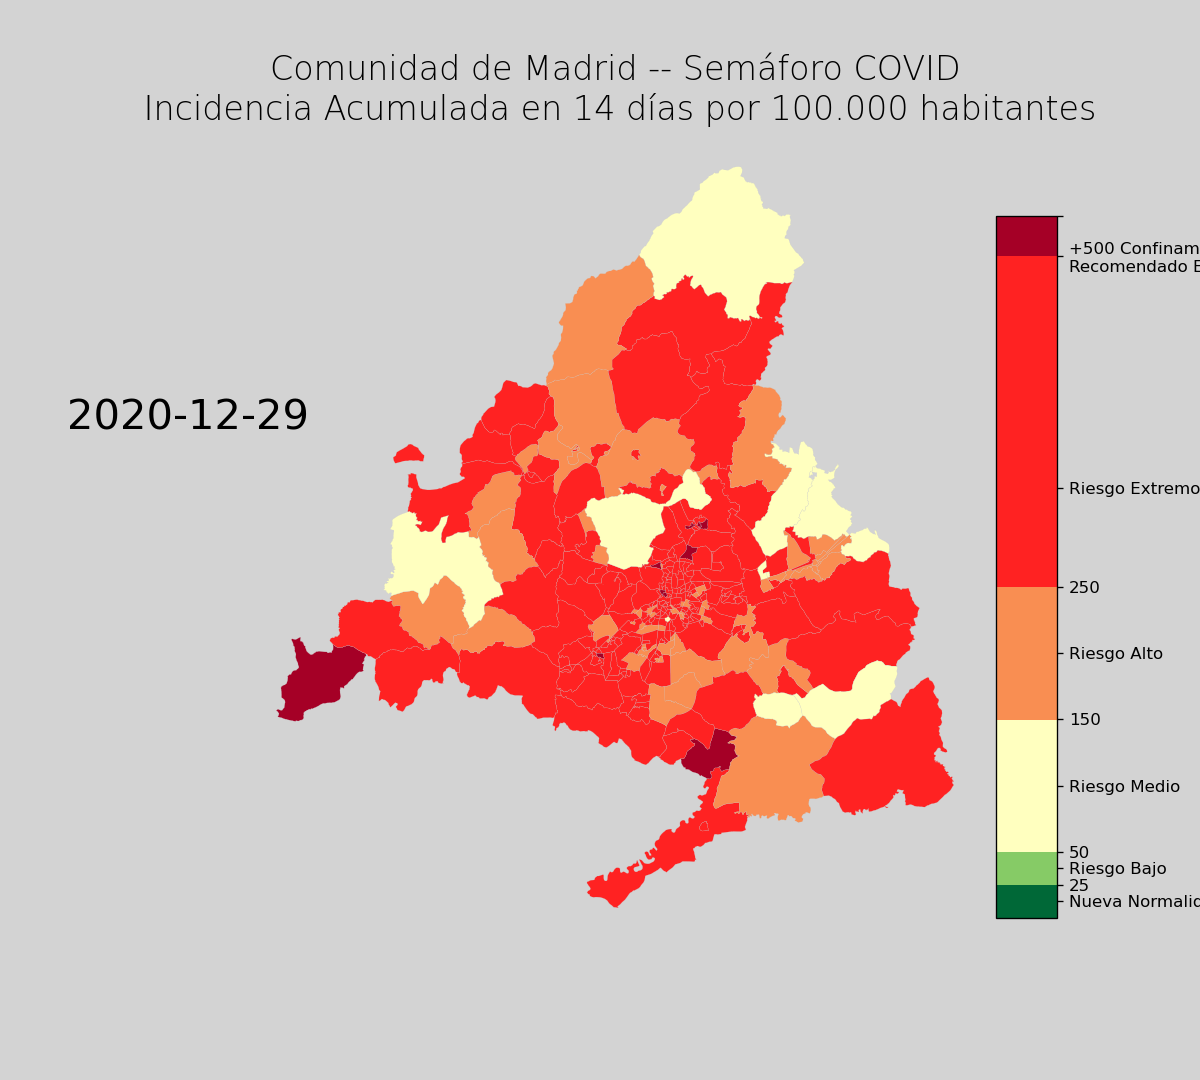 Comunidad de Madrid -- Semáforo COVID
Incidencia Acumulada en 14 días por 100.000 habitantes
2020-12-29
+500 Confinam
Recomendado E
Riesgo Extremo
250
Riesgo Alto
150
Riesgo Medio
50
Riesgo Bajo
25
Nueva Normalid